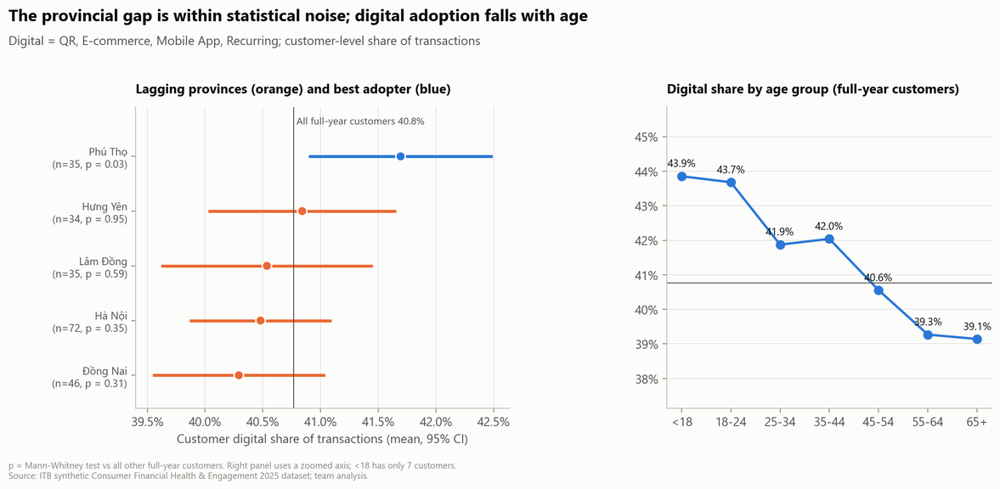 The provincial gap is within statistical noise; digital adoption falls with age
Digital = QR, E-commerce, Mobile App, Recurring; customer-level share of transactions
Lagging provinces (orange) and best adopter (blue)
All full-year customers 40.8%
Phú Thọ
(n=35, p = 0.03)
Hưng Yên
(n=34, p = 0.95)
Lâm Đồng
(n=35, p = 0.59)
Hà Nội
(n=72, p = 0.35)
Đồng Nai
(n=46, p = 0.31)
39.5% 40.0% 40.5% 41.0% 41.5% 42.0% 42.5%
Customer digital share of transactions (mean, 95% CI)
Digital share by age group (full-year customers)
45%
44%
43%
42%
41%
40%
39%
38%
43.9%
43.7%
41.9%
42.0%
40.6%
39.3%
39.1%
<18 18-24 25-34 35-44 45-54 55-64 65+
p = Mann-Whitney test vs all other full-year customers. Right panel uses a zoomed axis; <18 has only 7 customers.
Source: ITB synthetic Consumer Financial Health & Engagement 2025 dataset; team analysis.